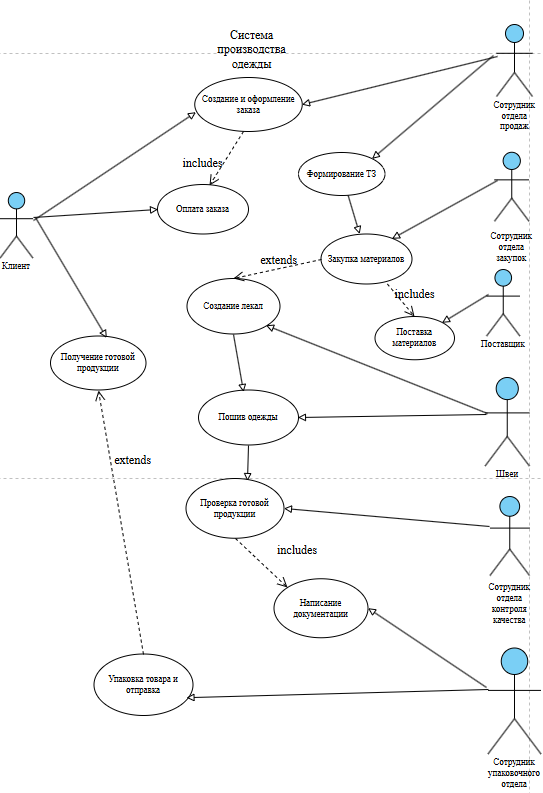 Система
производства
одежды
Создание и оформление
заказа
Сотрудник
отдела
продаж
includes
Формирование ТЗ
Оплата заказа
Клиент
Сотрудник
отдела
закупок
extends
Закупка материалов
includes
Создание лекал
Поставка
материалов
Поставщик
Получение готовой
продукции
Пошив одежды
Швеи
extends
Проверка готовой
продукции
includes
Сотрудник
отдела
контроля
качества
Написание
документации
Упаковка товара и
отправка
Сотрудник
упаковочного
отдела